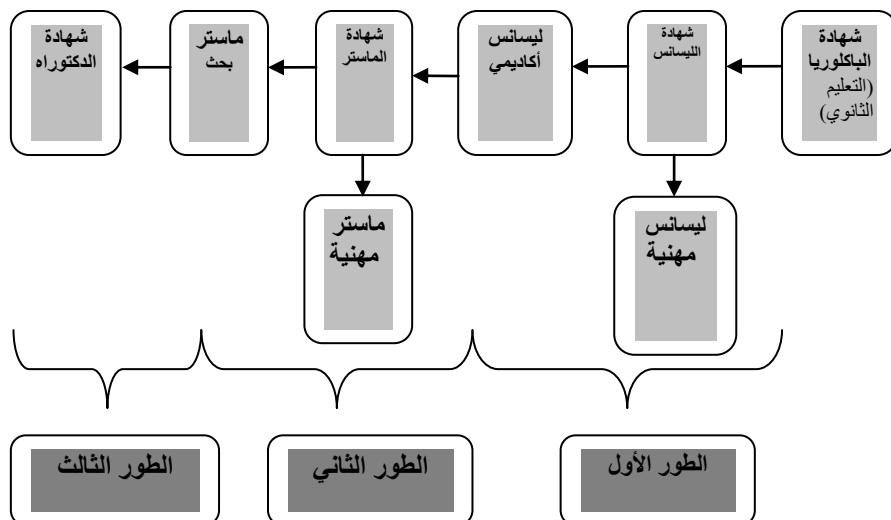 شهادة
الباكلوريا
(التعليم
الثانوي)
شهادة
الليسانس
ليسانس
أكاديمي
شهادة
الماستر
ماستر
بحث
شهادة
الدكتوراه
ليسانس
مهنية
ماستر
مهنية
الطور الأول
الطور الثاني
الطور الثالث